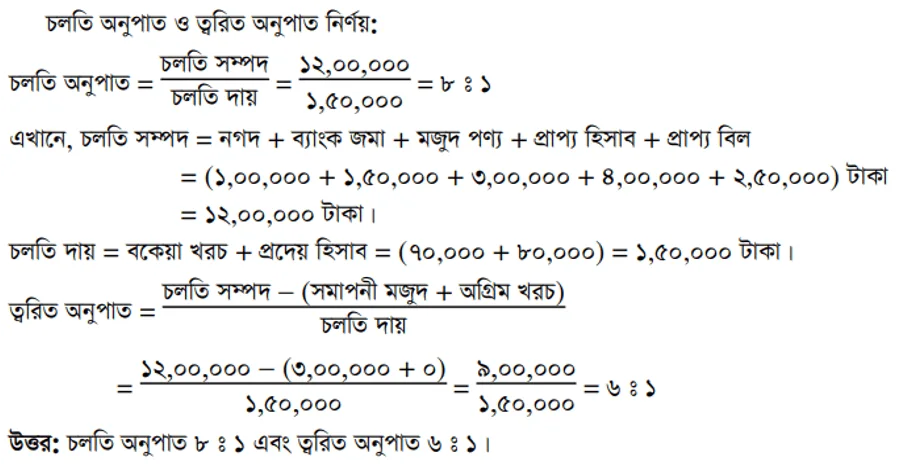 চলতি অনুপাত ও ত্বরিত অনুপাত নির্ণয়:
চলতি অনুপাত = চলতি সম্পদ / চলতি দায় = ১২,০০,০০০ / ১,৫০,০০০ = ৮ ঃ ১
এখানে, চলতি সম্পদ = নগদ + ব্যাংক জমা + মজুদ পণ্য + প্রাপ্য হিসাব + প্রাপ্য বিল
= (১,০০,০০০ + ১,৫০,০০০ + ৩,০০,০০০ + ৪,০০,০০০ + ২,৫০,০০০) টাকা
= ১২,০০,০০০ টাকা।
চলতি দায় = বকেয়া খরচ + প্রদেয় হিসাব = (৭০,০০০ + ৮০,০০০) = ১,৫০,০০০ টাকা।
ত্বরিত অনুপাত = চলতি সম্পদ − (সমাপনী মজুদ + অগ্রিম খরচ) / চলতি দায়
= ১২,০০,০০০ − (৩,০০,০০০ + ০) / ১,৫০,০০০ = ৯,০০,০০০ / ১,৫০,০০০ = ৬ ঃ ১
উত্তর: চলতি অনুপাত ৮ ঃ ১ এবং ত্বরিত অনুপাত ৬ ঃ ১।